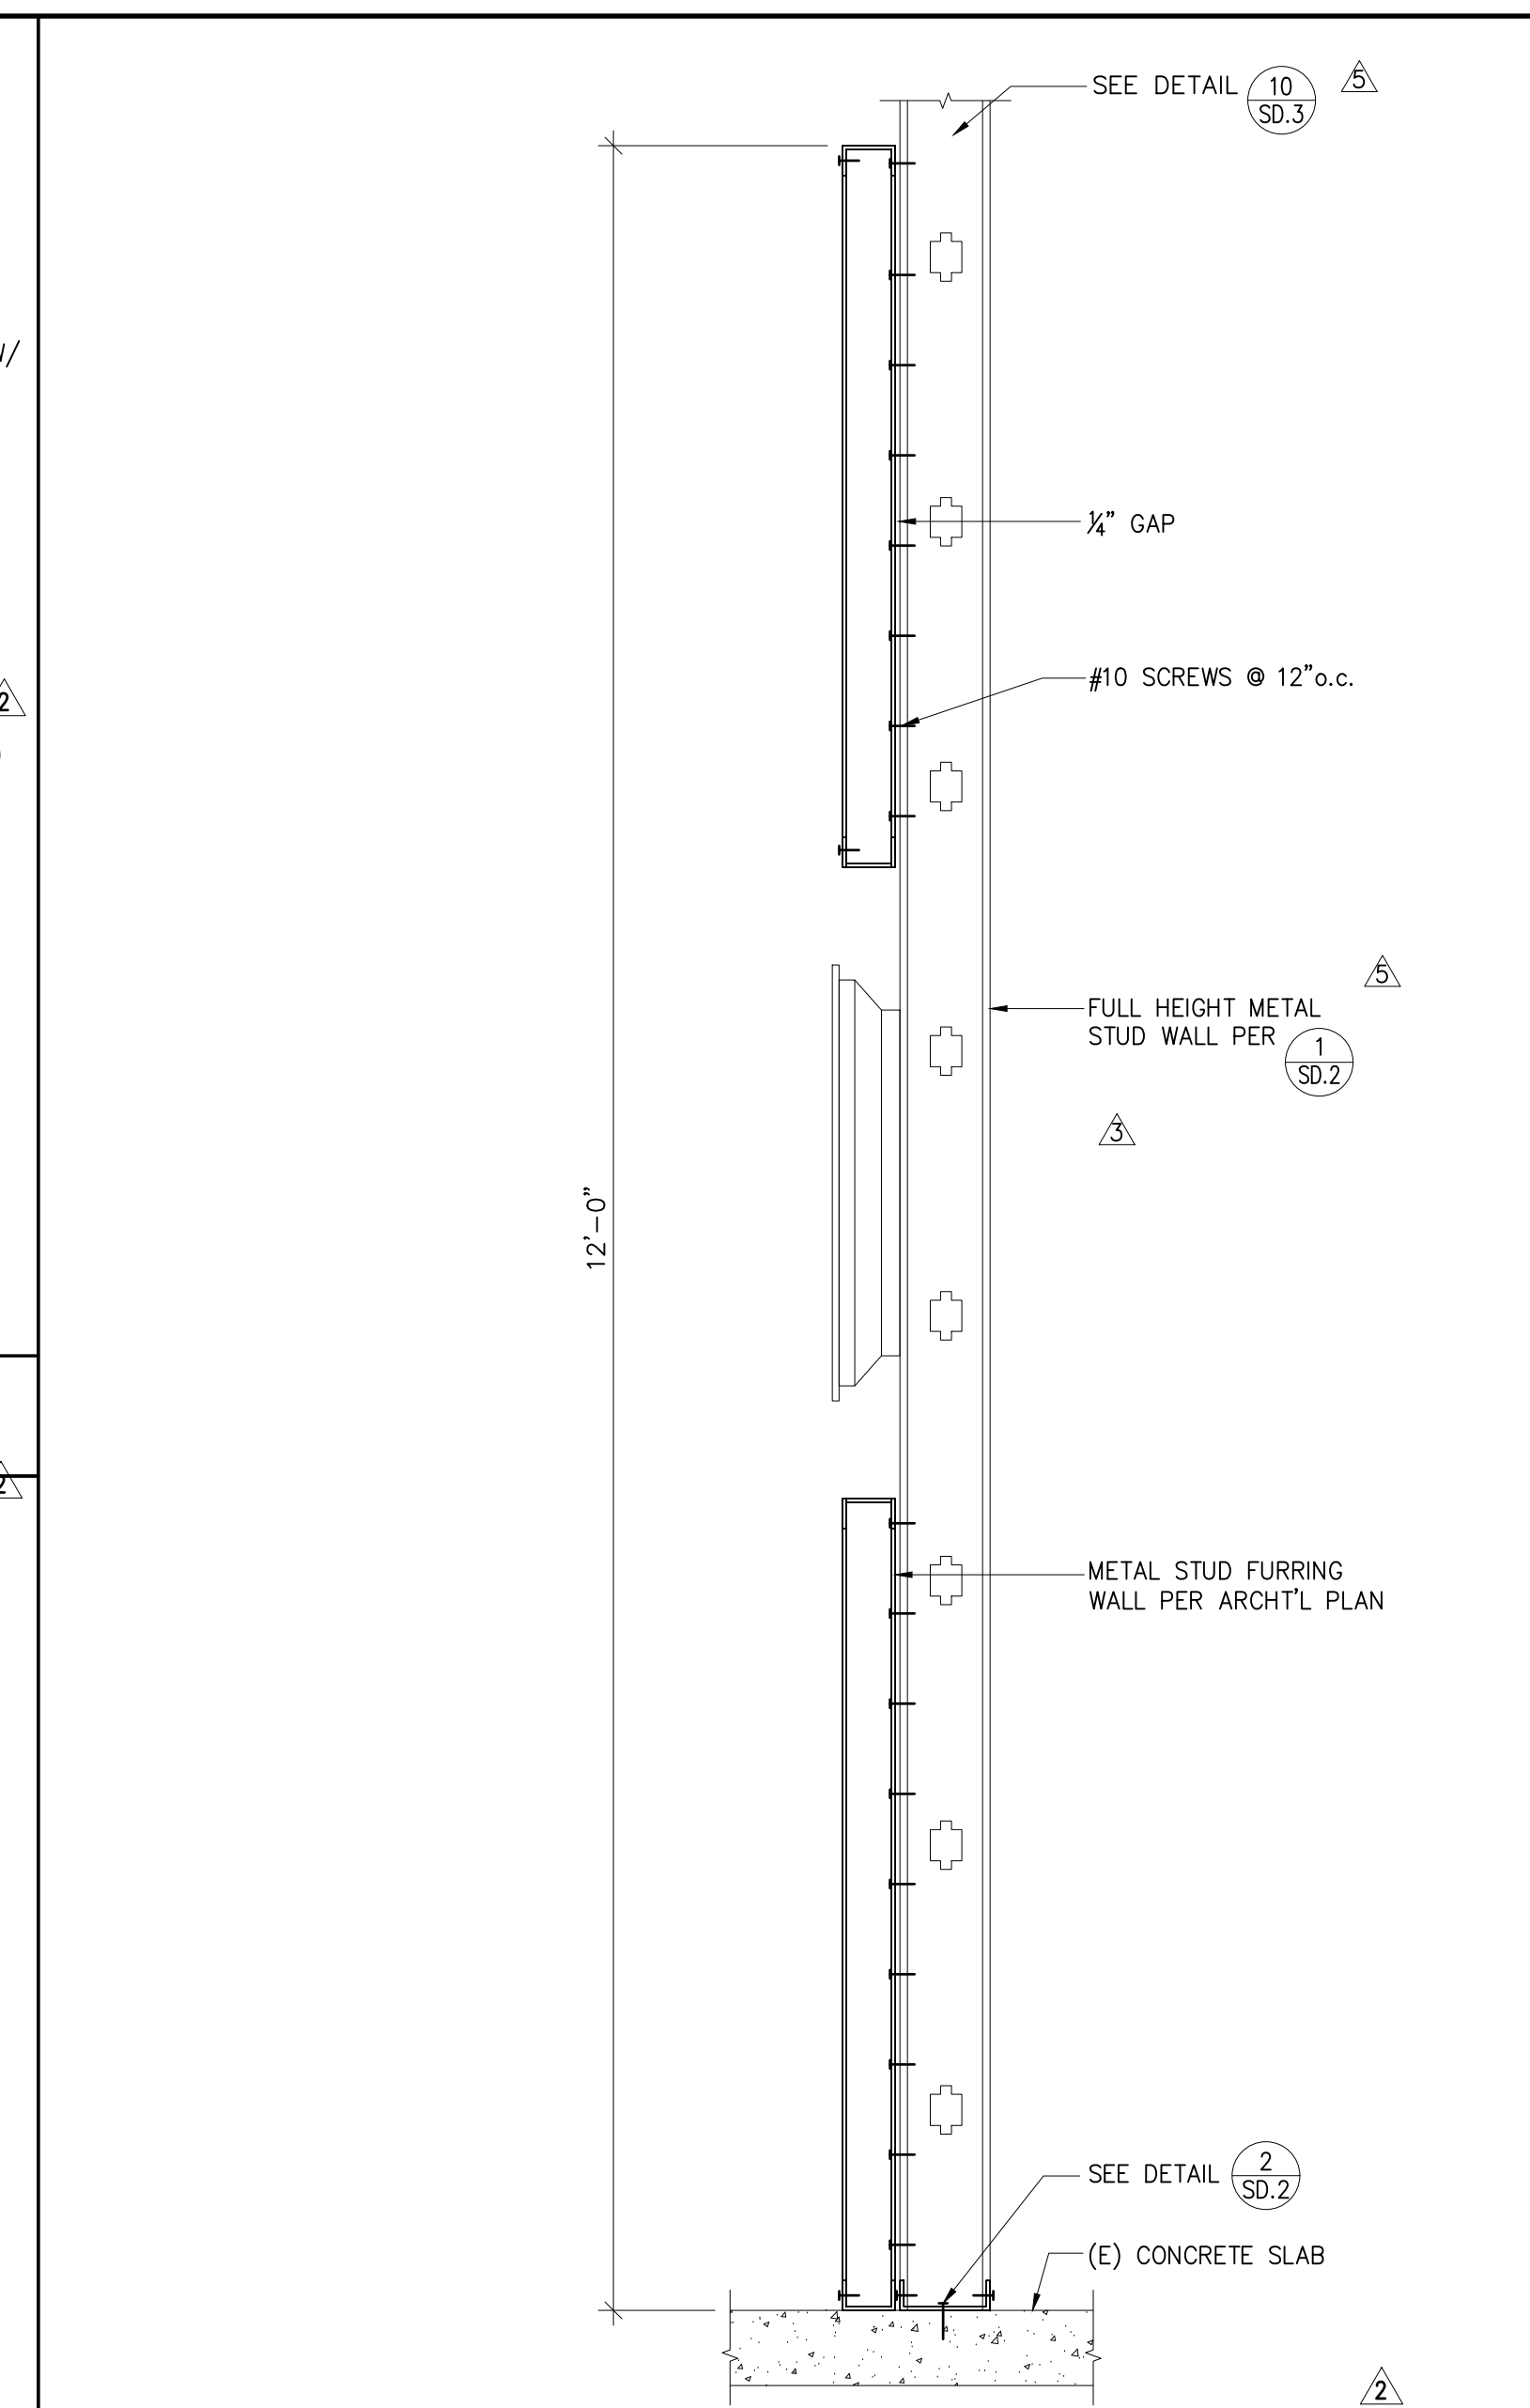 SEE DETAIL 10
SD.3
5
W/
¼" GAP
#10 SCREWS @ 12"o.c.
2
5
FULL HEIGHT METAL
STUD WALL PER 1
SD.2
3
12'-0"
2
METAL STUD FURRING
WALL PER ARCHT'L PLAN
SEE DETAIL 2
SD.2
(E) CONCRETE SLAB
2